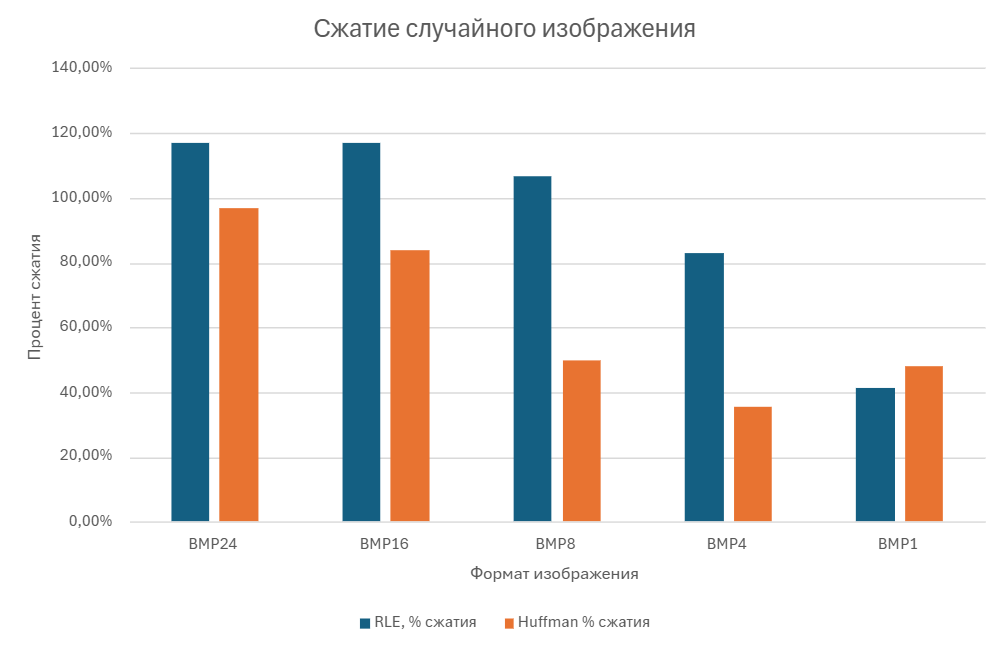 Сжатие случайного изображения
140,00%
120,00%
100,00%
80,00%
60,00%
40,00%
20,00%
0,00%
Процент сжатия
BMP24 BMP16 BMP8 BMP4 BMP1
Формат изображения
RLE, % сжатия Huffman % сжатия